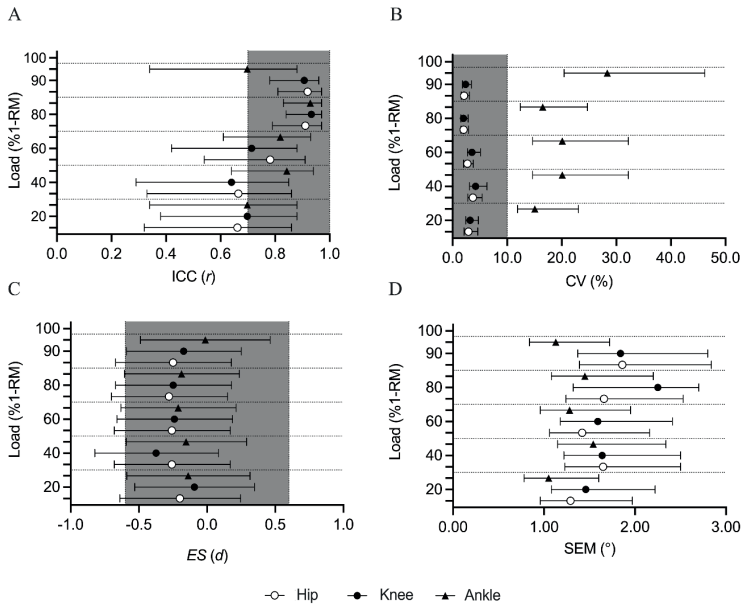 A
Load (%1-RM)
100
90
80
60
40
20
0.0 0.2 0.4 0.6 0.8 1.0
ICC (r)
B
Load (%1-RM)
100
90
80
60
40
20
0.0 10.0 20.0 30.0 40.0 50.0
CV (%)
C
Load (%1-RM)
100
90
80
60
40
20
-1.0 -0.5 0.0 0.5 1.0
ES (d)
D
Load (%1-RM)
100
90
80
60
40
20
0.00 1.00 2.00 3.00
SEM (°)
Hip Knee Ankle